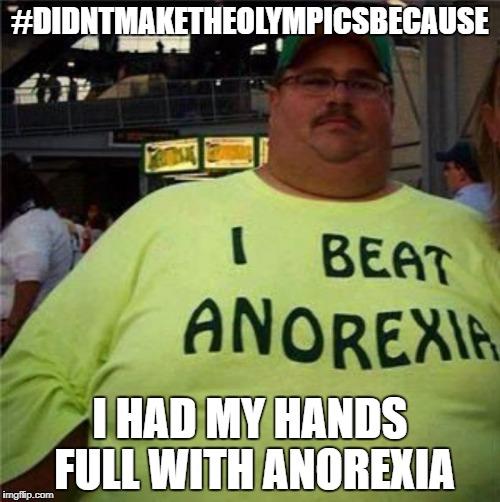 #DIDNTMAKETHEOLYMPICSBECAUSE
I BEAT
ANOREXIA
I HAD MY HANDS
FULL WITH ANOREXIA
imgflip.com